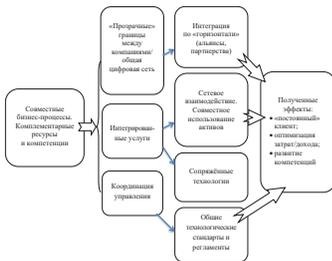 Совместные
бизнес-процессы.
Комплементарные
ресурсы
и компетенции
«Прозрачные»
границы
между
компаниями/
общая
цифровая сеть
Интегрирован-
ные услуги
Координация
управления
Интеграция
по «горизонтали»
(альянсы,
партнерства)
Сетевое
взаимодействие.
Совместное
использование
активов
Сопряжённые
технологии
Общие
технологические
стандарты и
регламенты
Полученные
эффекты:
• «постоянный»
клиент;
• оптимизация
затрат/дохода;
• развитие
компетенций